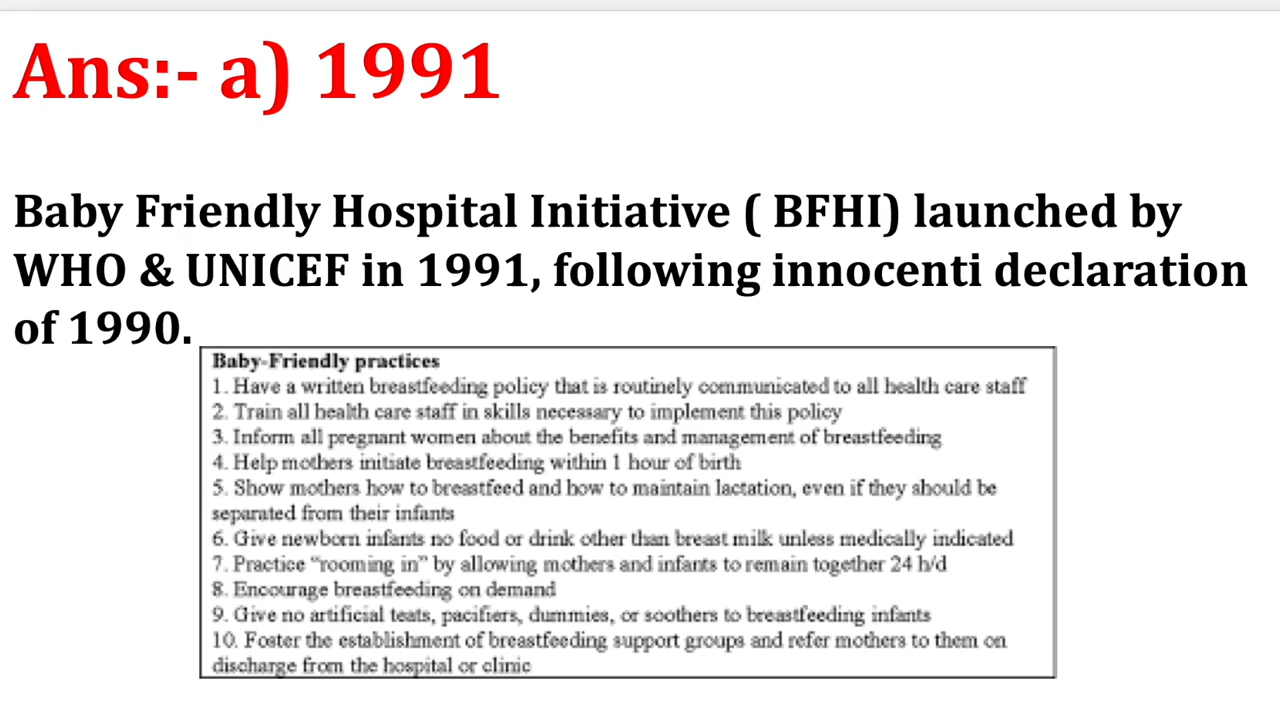 Ans:- a) 1991
Baby Friendly Hospital Initiative ( BFHI) launched by
WHO & UNICEF in 1991, following innocenti declaration
of 1990.
Baby-Friendly practices
1. Have a written breastfeeding policy that is routinely communicated to all health care staff
2. Train all health care staff in skills necessary to implement this policy
3. Inform all pregnant women about the benefits and management of breastfeeding
4. Help mothers initiate breastfeeding within 1 hour of birth
5. Show mothers how to breastfeed and how to maintain lactation, even if they should be
separated from their infants
6. Give newborn infants no food or drink other than breast milk unless medically indicated
7. Practice “rooming in” by allowing mothers and infants to remain together 24 h/d
8. Encourage breastfeeding on demand
9. Give no artificial teats, pacifiers, dummies, or soothers to breastfeeding infants
10. Foster the establishment of breastfeeding support groups and refer mothers to them on
discharge from the hospital or clinic